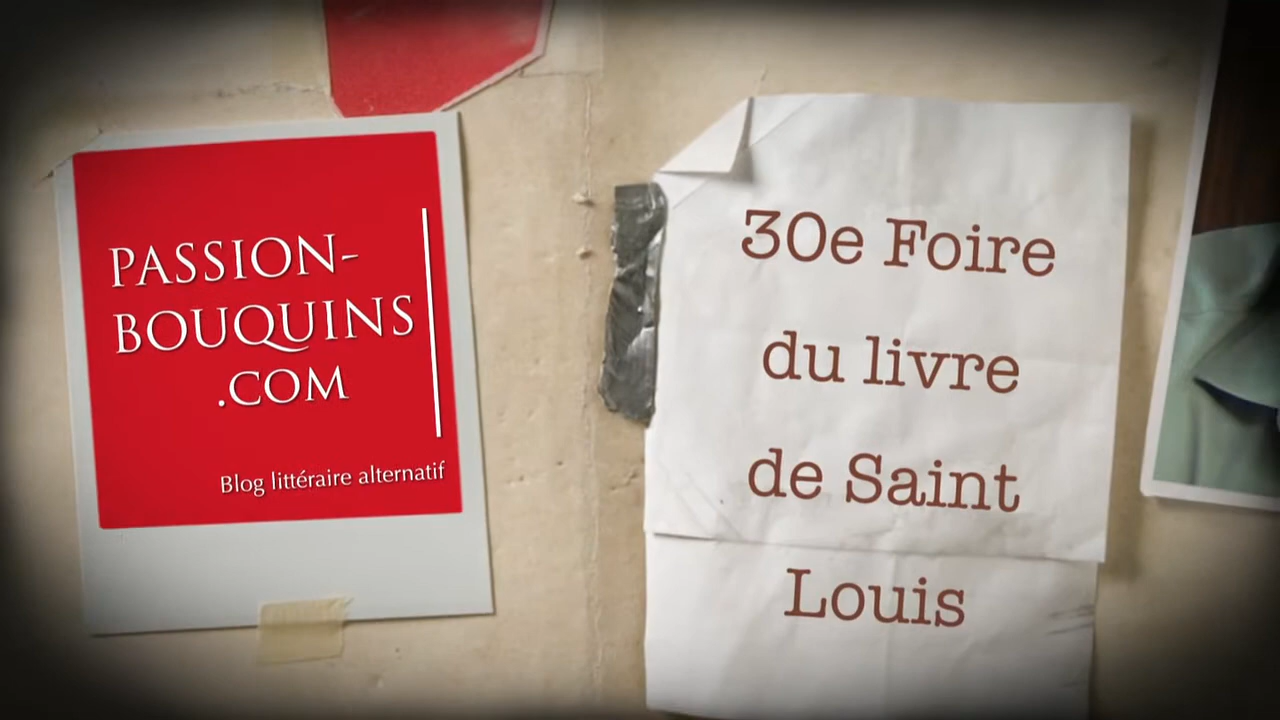 PASSION-
BOUQUINS
.COM
Blog littéraire alternatif
30e Foire
du livre
de Saint
Louis